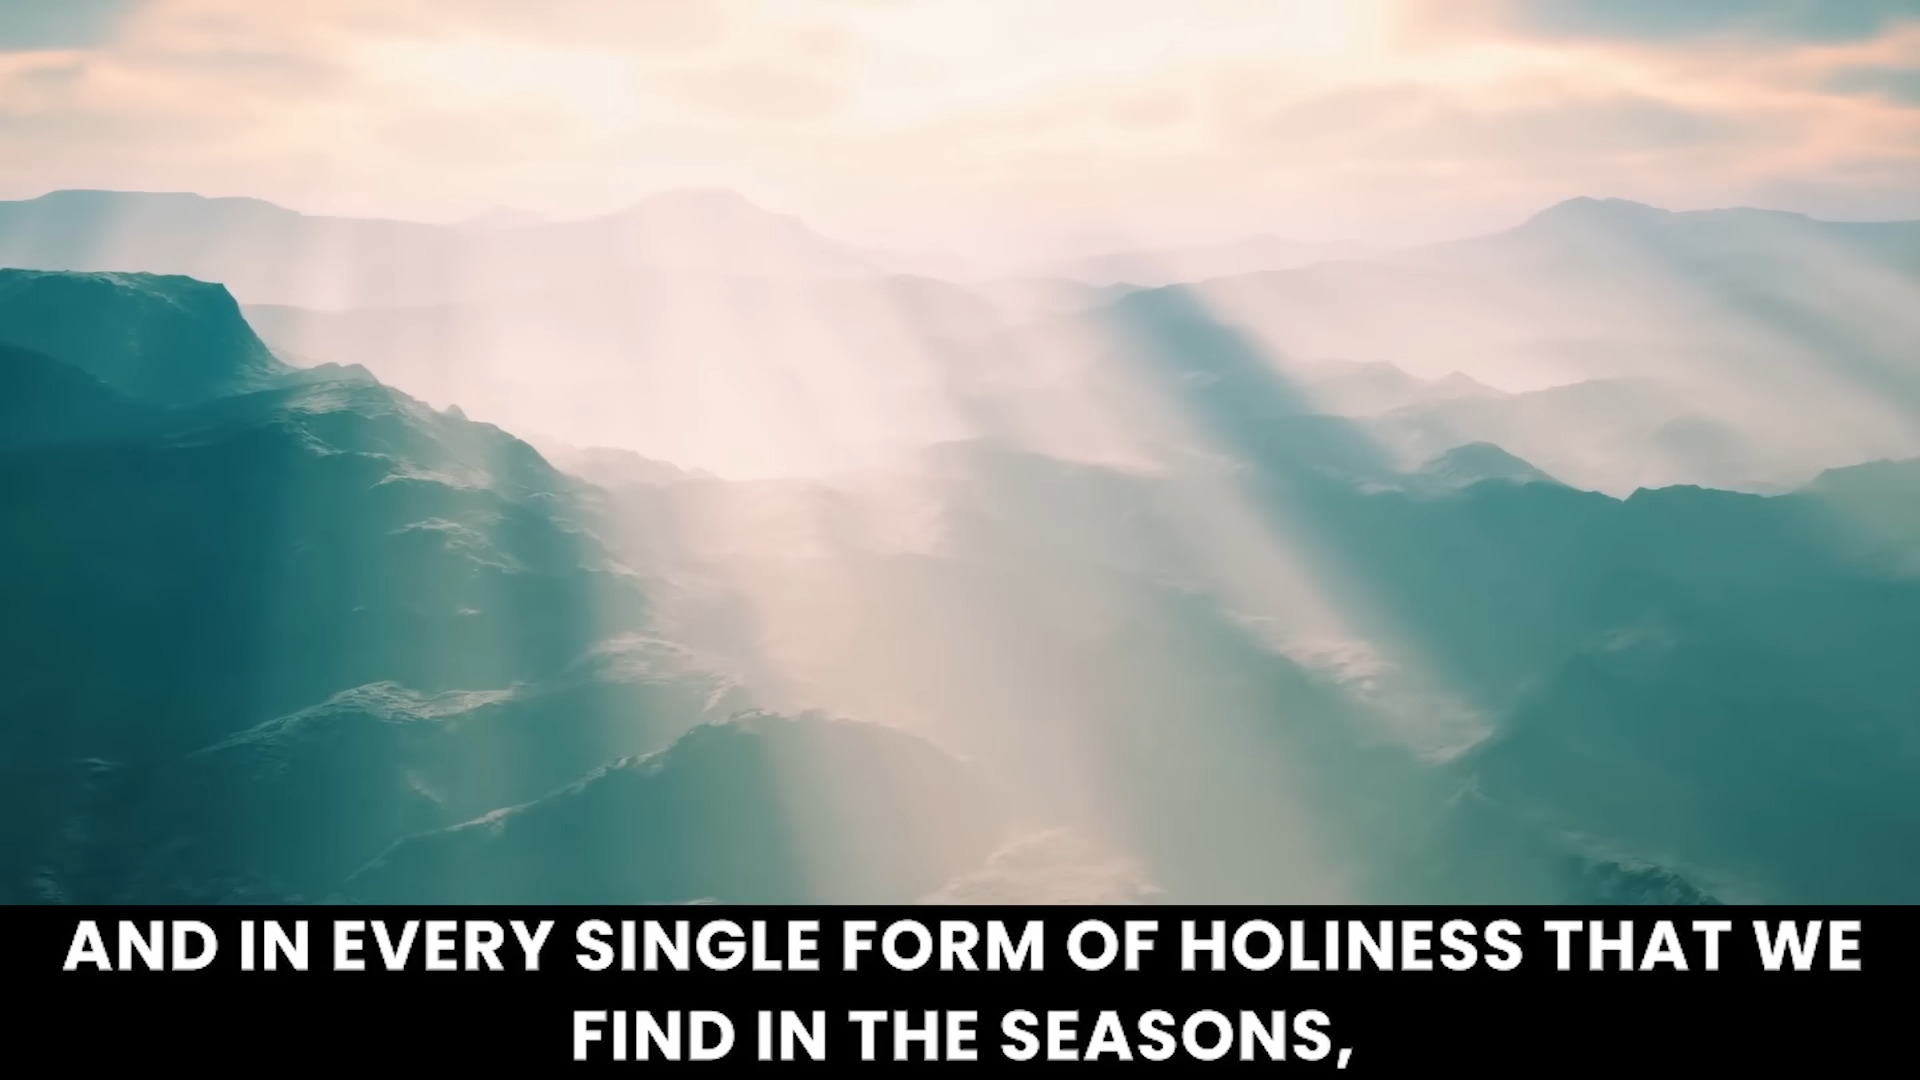 AND IN EVERY SINGLE FORM OF HOLINESS THAT WE
FIND IN THE SEASONS,